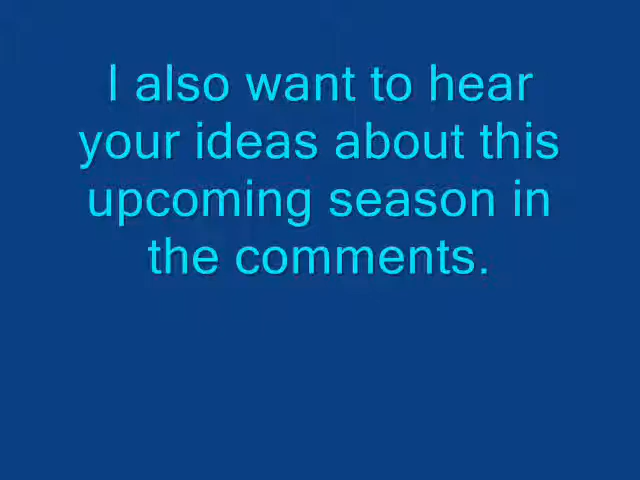 I also want to hear
your ideas about this
upcoming season in
the comments.